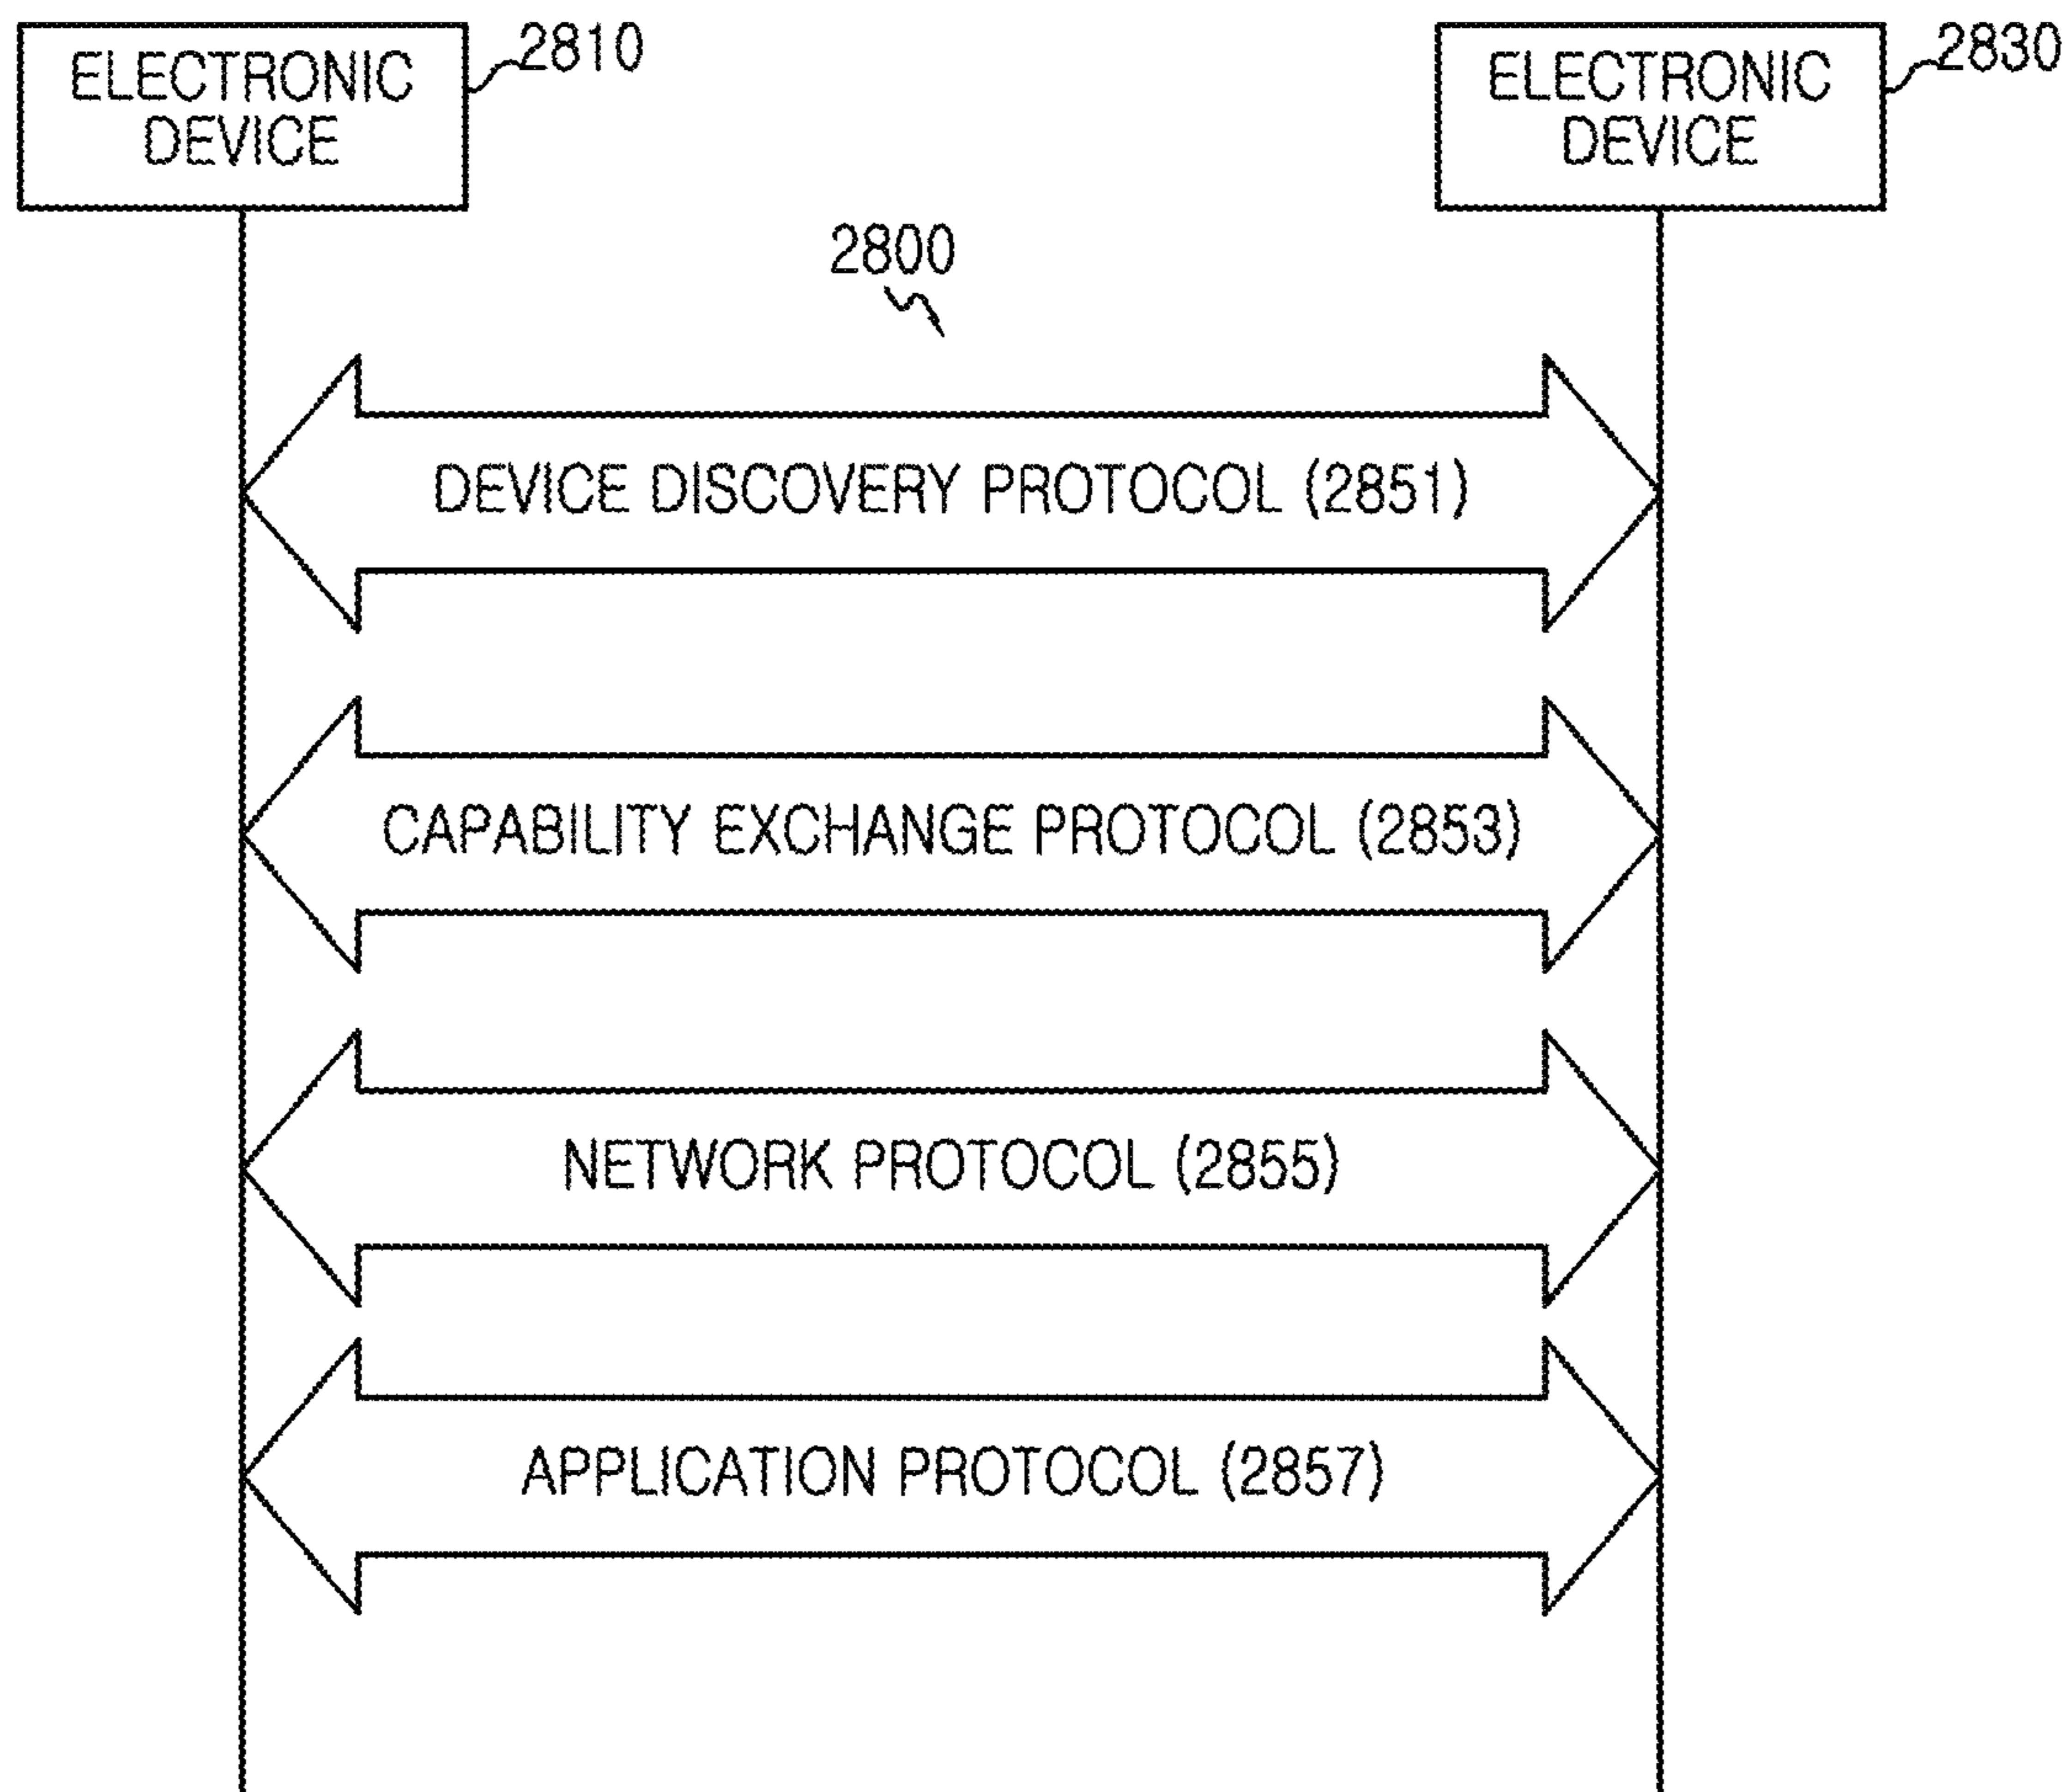 ELECTRONIC
DEVICE
2810
ELECTRONIC
DEVICE
2830
2800
DEVICE DISCOVERY PROTOCOL (2851)
CAPABILITY EXCHANGE PROTOCOL (2853)
NETWORK PROTOCOL (2855)
APPLICATION PROTOCOL (2857)